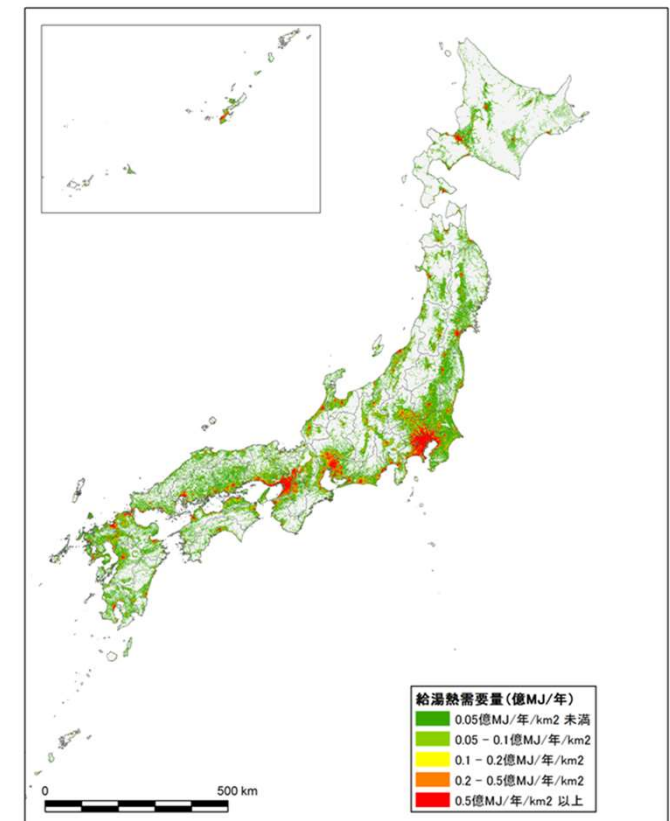 給湯熱需要量(億MJ/年)
0.05億MJ/年/km2 未満
0.05 - 0.1億MJ/年/km2
0.1 - 0.2億MJ/年/km2
0.2 - 0.5億MJ/年/km2
0.5億MJ/年/km2 以上
0 500 km